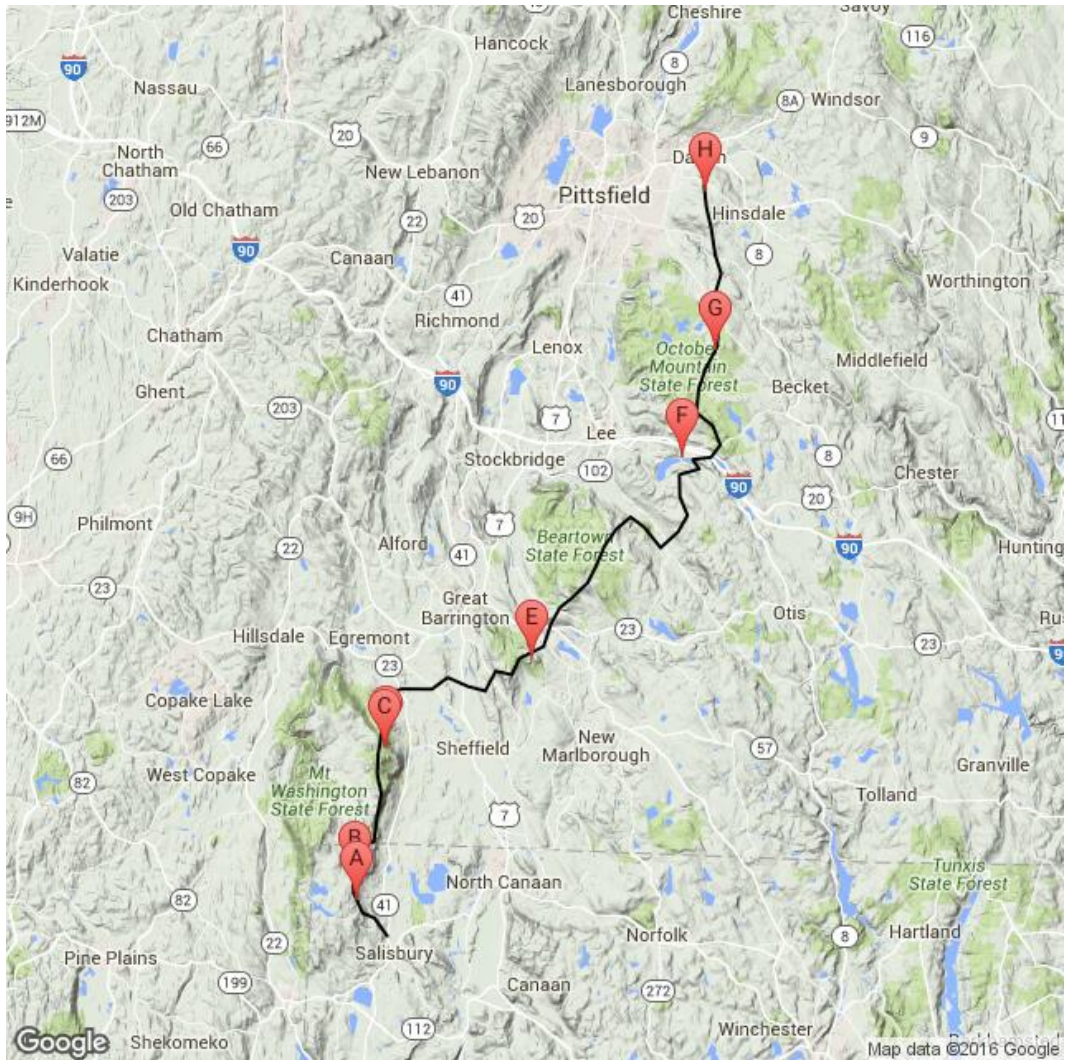 Cheshire
Savoy
Hancock
116
90
8
Nassau
Lanesborough
8A
Windsor
912M
20
9
66
North
Chatham
New Lebanon
H
203
Pittsfield
Old Chatham
22
20
Hinsdale
90
8
Valatie
Canaan
Kinderhook
41
Worthington
Richmond
G
Chatham
Lenox
October
Mountain
State Forest
Middlefield
Ghent
90
Becket
203
7
F
Lee
66
Stockbridge
102
8
Chester
90
20
9H
Philmont
7
22
Alford
41
Beartown
State Forest
90
23
Great
Barrington
E
Otis
Hillsdale
Egremont
23
23
23
90
Copake Lake
C
Sheffield
New
Marlborough
57
82
West Copake
Mt
Washington
State Forest
Granville
Tolland
7
B
A
North Canaan
Tunxis
State Forest
82
41
22
Salisbury
Norfolk
8
Hartland
Pine Plains
199
Canaan
272
112
Winchester
Shekomeko
Google
Map data ©2016 Google